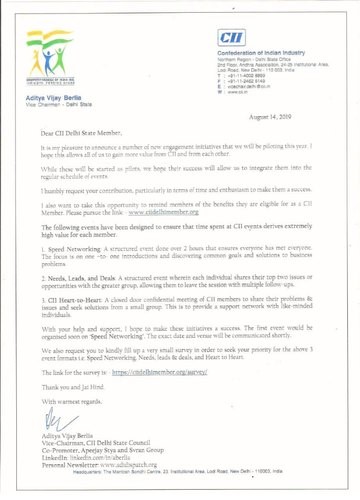 CII
Confederation of Indian Industry
Northern Region - Delhi State Office
2nd Floor, Andhra Association, 24-25 Institutional Area,
Lodi Road, New Delhi - 110 003, India
Aditya Vijay Berlia
Vice Chairman - Delhi State
August 14, 2019
Dear CII Delhi State Member,
It is my pleasure to announce a number of new engagement initiatives that we will be piloting this year. I
hope this allows all of us to gain more value from CII and from each other.
While these will be started as pilots, we hope their success will allow us to integrate them into the
regular schedule of events.
I humbly request your contribution, particularly in terms of time and enthusiasm to make them a success.
I also want to take this opportunity to remind members of the benefits they are eligible for as a CII
Member. Please pursue the link - www.ciidelhimember.org
The following events have been designed to ensure that time spent at CII events derives extremely
high value for each member.
1. Speed Networking: A structured event done over 2 hours that ensures everyone has met everyone.
The focus is on one -to- one introductions and discovering common goals and solutions to business
problems.
2. Needs, Leads, and Deals: A structured event wherein each individual shares their top two issues or
opportunities with the greater group, allowing them to leave the session with multiple follow-ups.
3. CII Heart-to-Heart: A closed door confidential meeting of CII members to share their problems &
issues and seek solutions from a small group. This is to provide a support network with like minded
individuals.
With your help and support, I hope to make these initiatives a success. The first event would be
organised soon on 'Speed Networking'. The exact date and venue will be communicated shortly.
We also request you to kindly fill up a very small survey in order to seek your priority for the above 3
event formats- Speed Networking, Needs, leads & deals, and Heart to Heart.
The link for the survey is - https://ciidelhimember.org/survey/
Thank you and Jai Hind.
With warmest regards,
Aditya Vijay Berlia
Vice-Chairman, CII Delhi State Council
Co-Promoter, Apeejay Stya and Svran Group
LinkedIn: linkedin.com/in/aberlia
Personal Newsletter: www.adidispatch.org
Headquarters: The Mantosh Sondhi Centre, 23, Institutional Area, Lodi Road, New Delhi - 110003, India